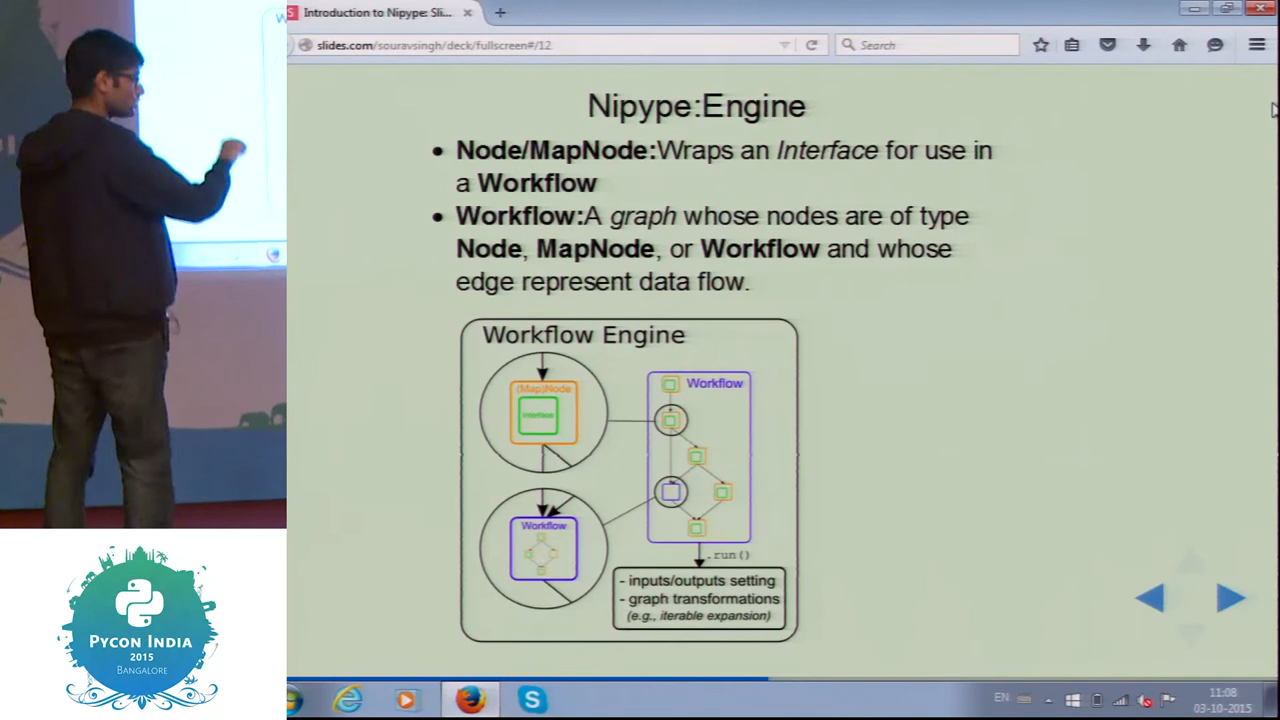 Introduction to Nipype: Sli...
slides.com/souravsingh/deck/fullscreen#/12
Search
Nipype:Engine
Node/MapNode:Wraps an Interface for use in
a Workflow
Workflow:A graph whose nodes are of type
Node, MapNode, or Workflow and whose
edge represent data flow.
Workflow Engine
(Map)Node
Interface
Workflow
Workflow
.run()
- inputs/outputs setting
- graph transformations
(e.g., iterable expansion)
Pycon India
2015
Bangalore
EN
11:08
03-10-2015